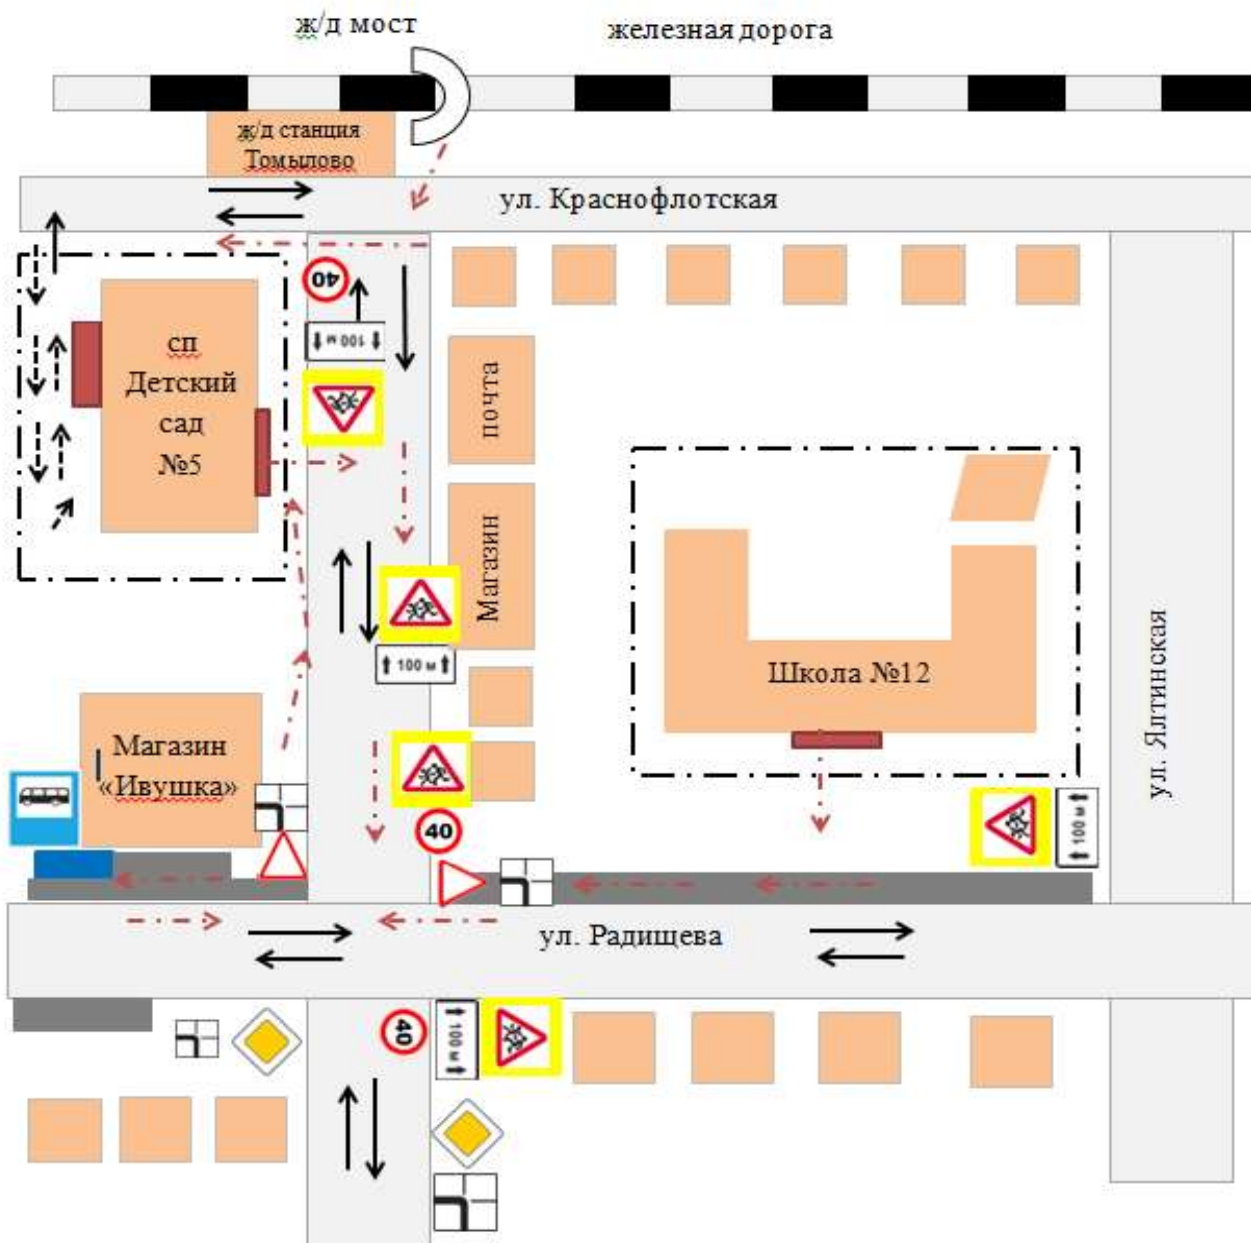 ж/д мост
железная дорога
ж/д станция
Томылово
ул. Краснофлотская
40
100 м
сп
Детский
сад
№5
почта
Магазин
100 м
Школа №12
ул. Ялтинская
Магазин
«Ивушка»
40
100 м
ул. Радищева
40
100 м